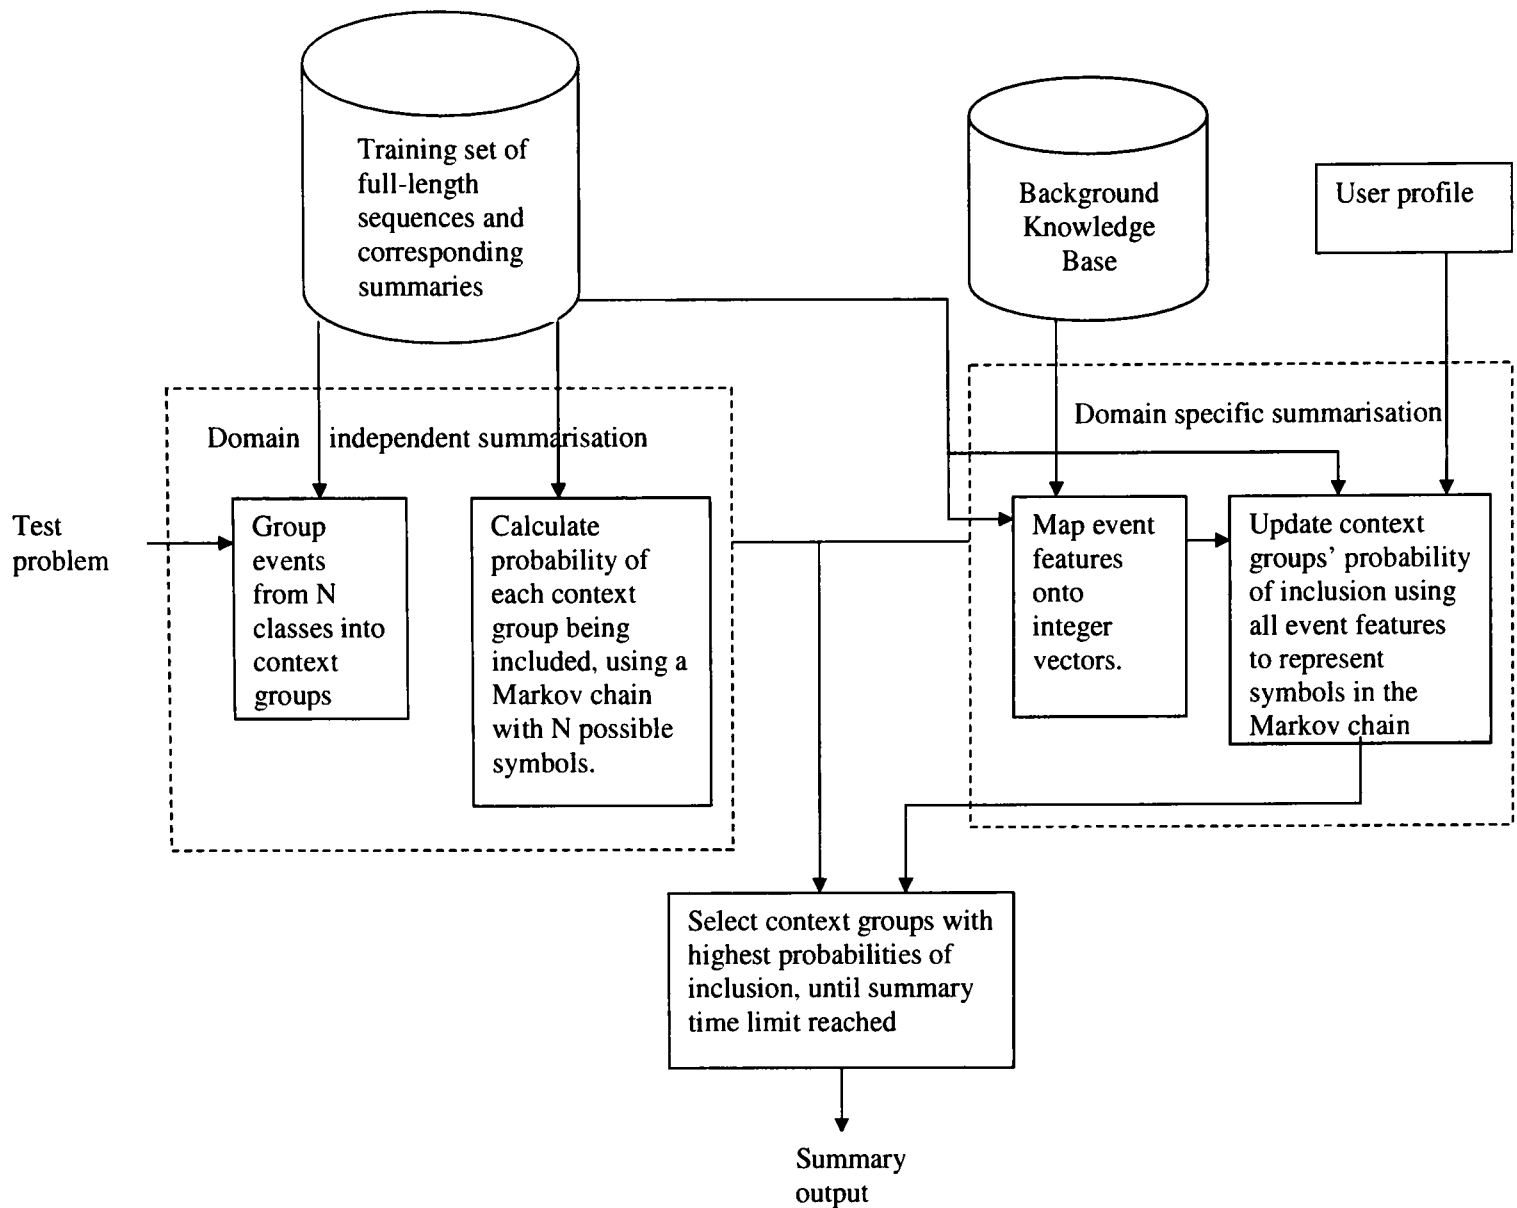 Training set of
full-length
sequences and
corresponding
summaries
Background
Knowledge
Base
User profile
Domain independent summarisation
Domain specific summarisation
Test
problem
Group
events
from N
classes into
context
groups
Calculate
probability of
each context
group being
included, using a
Markov chain
with N possible
symbols.
Map event
features
onto
integer
vectors.
Update context
groups' probability
of inclusion using
all event features
to represent
symbols in the
Markov chain
Select context groups with
highest probabilities of
inclusion, until summary
time limit reached
Summary
output